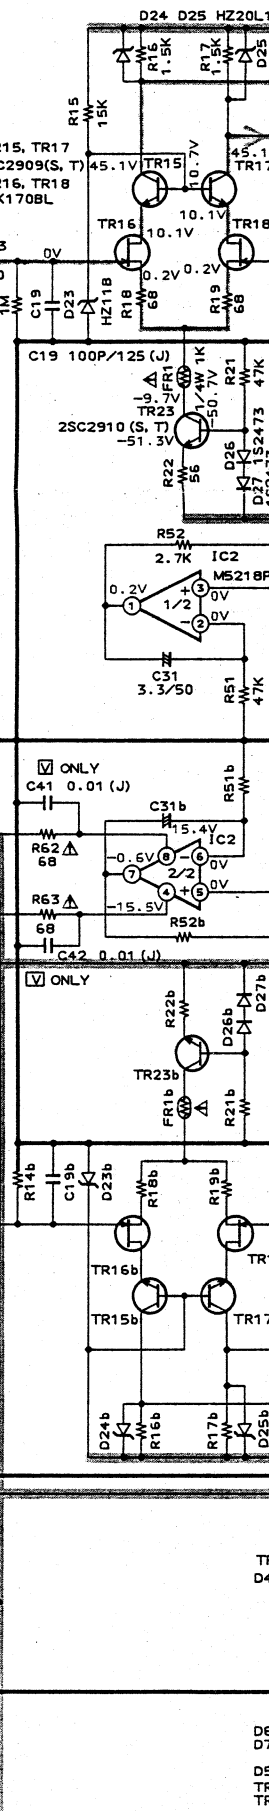 D24 D25 HZ20L1
R16
1.5K
R17
1.5K
D25
R15
15K
R15, TR17
C2909(S, T)
45.1V
TR15
10.7V
45.1
TR17
R16, TR18
K170BL
10.1V
TR16
10.1V
TR18
0V
0.2V
0.2V
1M
C19
D23
HZ11B
R18
68
R19
68
C19 100P/125(J)
FR1
1/4W 1K
R21
47K
-9.7V
-50.7V
TR23
2SC2910(S, T)
-51.3V
R22
56
D26
1S2473
D27
R52
2.7K
IC2
M5218P
0.2V
1
1/2
+
3
0V
-
2
0V
C31
3.3/50
R51
47K
V ONLY
C41 0.01(J)
R51b
C31b
15.4V
IC2
R62
68
-0.6V
8
-
6
0V
7
2/2
R63
68
-15.5V
4
+
5
0V
R52b
C42 0.01(J)
V ONLY
R22b
D26b
D27b
TR23b
FR1b
R21b
R14b
C19b
D23b
R18b
R19b
TR16b
TR15b
TR17
D24b
R16b
R17b
D25b